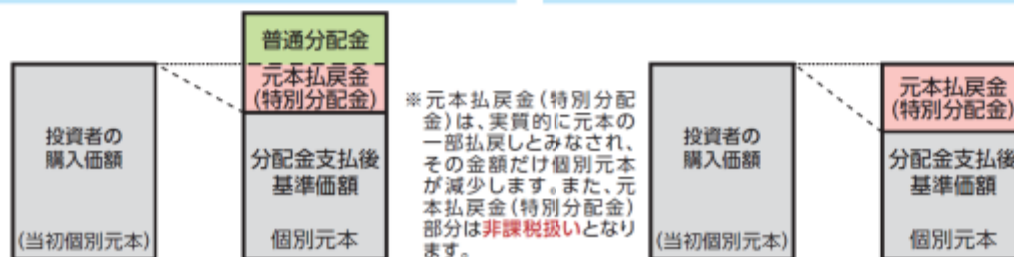 普通分配金
元本払戻金
(特別分配金)
投資者の
購入価額
(当初個別元本)
分配金支払後
基準価額
個別元本
※元本払戻金(特別分配
金)は、実質的に元本の
一部払戻しとみなされ、
その金額だけ個別元本
が減少します。また、元
本払戻金(特別分配金)
部分は非課税扱いとなり
ます。
投資者の
購入価額
(当初個別元本)
元本払戻金
(特別分配金)
分配金支払後
基準価額
個別元本